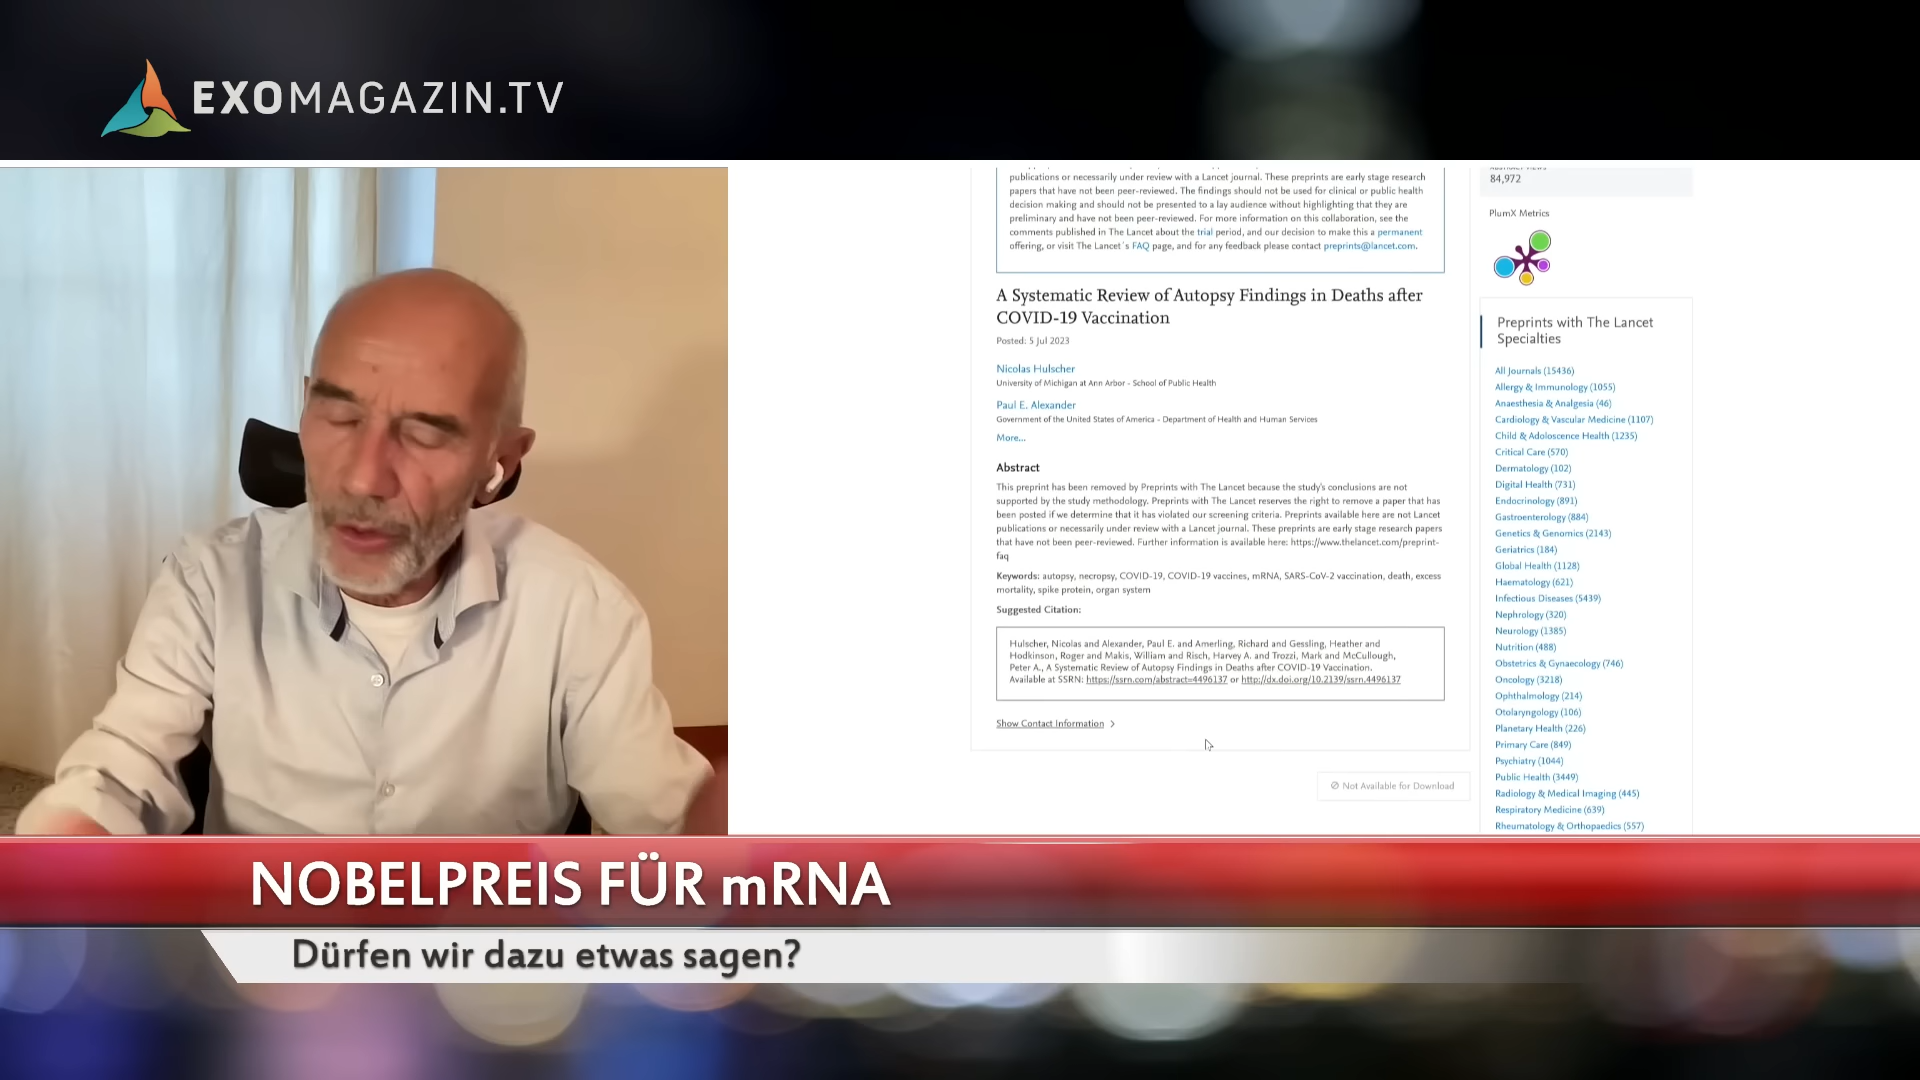 EXOMAGAZIN.TV
publications or necessarily under review with a Lancet journal. These preprints are early stage research
papers that have not been peer-reviewed. The findings should not be used for clinical or public health
decision making and should not be presented to a lay audience without highlighting that they are
preliminary and have not been peer-reviewed. For more information on this collaboration, see the
comments published in The Lancet about the trial period, and our decision to make this a permanent
offering, or visit The Lancet´s FAQ page, and for any feedback please contact preprints@lancet.com.
A Systematic Review of Autopsy Findings in Deaths after
COVID-19 Vaccination
Posted: 5 Jul 2023
Nicolas Hulscher
University of Michigan at Ann Arbor - School of Public Health
Paul E. Alexander
Government of the United States of America - Department of Health and Human Services
More...
Abstract
This preprint has been removed by Preprints with The Lancet because the study's conclusions are not
supported by the study methodology. Preprints with The Lancet reserves the right to remove a paper that has
been posted if we determine that it has violated our screening criteria. Preprints available here are not Lancet
publications or necessarily under review with a Lancet journal. These preprints are early stage research papers
that have not been peer-reviewed. Further information is available here: https://www.thelancet.com/preprint-
faq
Keywords: autopsy, necropsy, COVID-19, COVID-19 vaccines, mRNA, SARS-CoV-2 vaccination, death, excess
mortality, spike protein, organ system
Suggested Citation:
Hulscher, Nicolas and Alexander, Paul E. and Amerling, Richard and Gessling, Heather and
Hodkinson, Roger and Makis, William and Risch, Harvey A. and Trozzi, Mark and McCullough,
Peter A., A Systematic Review of Autopsy Findings in Deaths after COVID-19 Vaccination.
Available at SSRN: https://ssrn.com/abstract=4496137 or http://dx.doi.org/10.2139/ssrn.4496137
Show Contact Information >
Not Available for Download
84,972
PlumX Metrics
Preprints with The Lancet
Specialties
All Journals (15436)
Allergy & Immunology (1055)
Anaesthesia & Analgesia (46)
Cardiology & Vascular Medicine (1107)
Child & Adoloscence Health (1235)
Critical Care (570)
Dermatology (102)
Digital Health (731)
Endocrinology (891)
Gastroenterology (884)
Genetics & Genomics (2143)
Geriatrics (184)
Global Health (1128)
Haematology (621)
Infectious Diseases (5439)
Nephrology (320)
Neurology (1385)
Nutrition (488)
Obstetrics & Gynaecology (746)
Oncology (3218)
Ophthalmology (214)
Otolaryngology (106)
Planetary Health (226)
Primary Care (849)
Psychiatry (1044)
Public Health (3449)
Radiology & Medical Imaging (445)
Respiratory Medicine (639)
Rheumatology & Orthopaedics (557)
NOBELPREIS FÜR mRNA
Dürfen wir dazu etwas sagen?